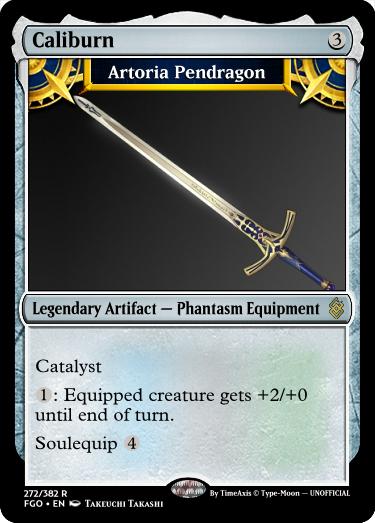 Caliburn 3
Artoria Pendragon
Legendary Artifact — Phantasm Equipment
Catalyst
1: Equipped creature gets +2/+0
until end of turn.
Soulequip 4
272/382 R
FGO • EN Takeuchi Takashi
By TimeAxis © Type-Moon — UNOFFICIAL